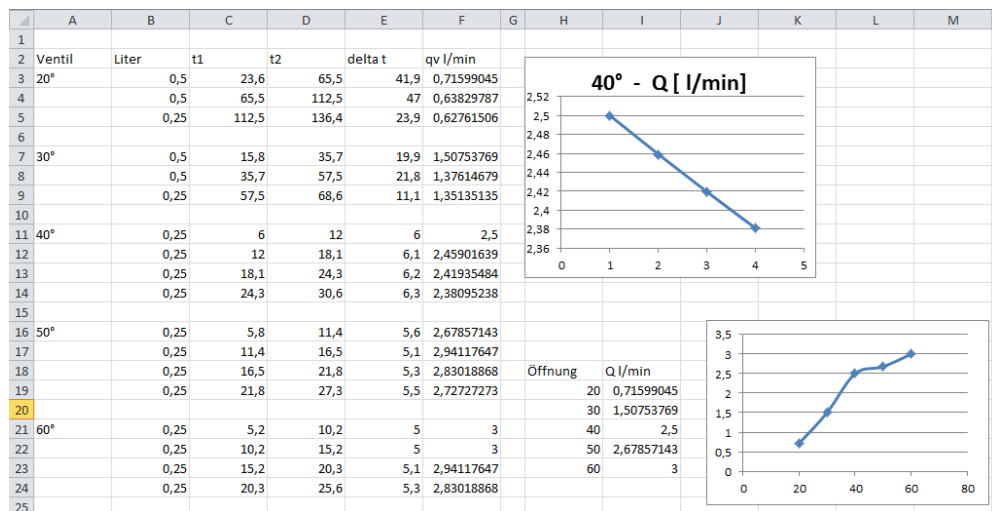 A B C D E F G H I J K L M
1
2 Ventil Liter t1 t2 delta t qv l/min
3 20° 0,5 23,6 65,5 41,9 0,71599045
4 0,5 65,5 112,5 47 0,63829787
5 0,25 112,5 136,4 23,9 0,62761506
6
7 30° 0,5 15,8 35,7 19,9 1,50753769
8 0,5 35,7 57,5 21,8 1,37614679
9 0,25 57,5 68,6 11,1 1,35135135
10
11 40° 0,25 6 12 6 2,5
12 0,25 12 18,1 6,1 2,45901639
13 0,25 18,1 24,3 6,2 2,41935484
14 0,25 24,3 30,6 6,3 2,38095238
15
16 50° 0,25 5,8 11,4 5,6 2,67857143
17 0,25 11,4 16,5 5,1 2,94117647
18 0,25 16,5 21,8 5,3 2,83018868 Öffnung Q l/min
19 0,25 21,8 27,3 5,5 2,72727273 20 0,71599045
20 30 1,50753769
21 60° 0,25 5,2 10,2 5 3 40 2,5
22 0,25 10,2 15,2 5 3 50 2,67857143
23 0,25 15,2 20,3 5,1 2,94117647 60 3
24 0,25 20,3 25,6 5,3 2,83018868
25
40° - Q [ l/min]
2,52
2,5
2,48
2,46
2,44
2,42
2,4
2,38
2,36
0 1 2 3 4 5
3,5
3
2,5
2
1,5
1
0,5
0
0 20 40 60 80